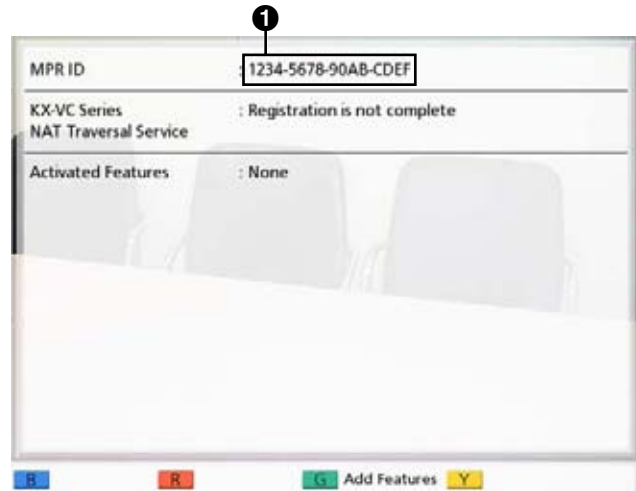 1
MPR ID : 1234-5678-90AB-CDEF
KX-VC Series : Registration is not complete
NAT Traversal Service
Activated Features : None
B R G Add Features Y